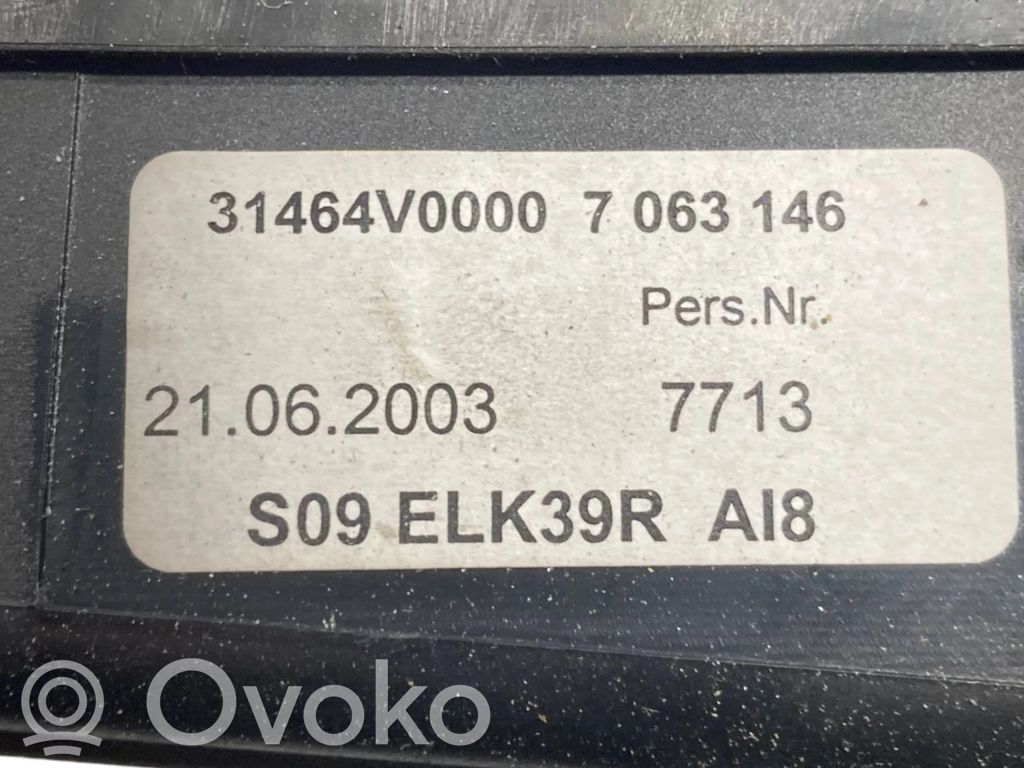 31464V0000 7 063 146
Pers.Nr.
21.06.2003 7713
S09 ELK39R AI8
Ovoko